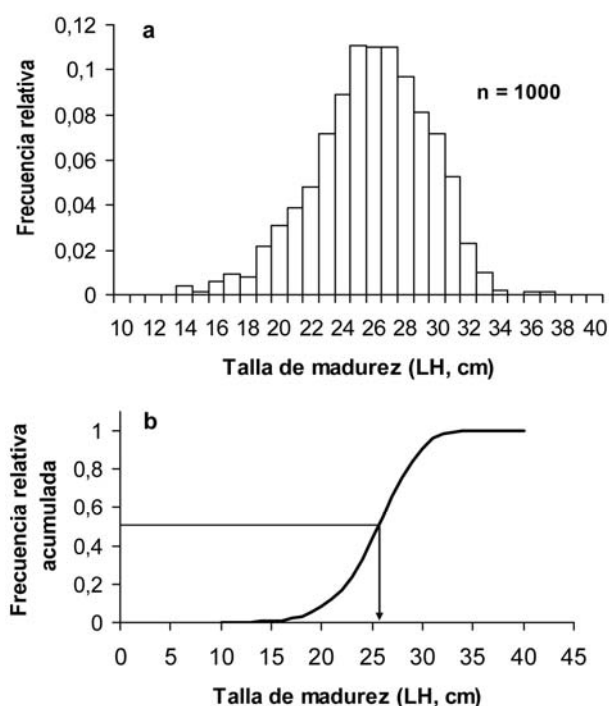 a
0,12
0,1
0,08
0,06
0,04
0,02
0
Frecuencia relativa
n = 1000
10 12 14 16 18 20 22 24 26 28 30 32 34 36 38 40
Talla de madurez (LH, cm)
b
1
0,8
0,6
0,4
0,2
0
Frecuencia relativa
acumulada
0 5 10 15 20 25 30 35 40 45
Talla de madurez (LH, cm)